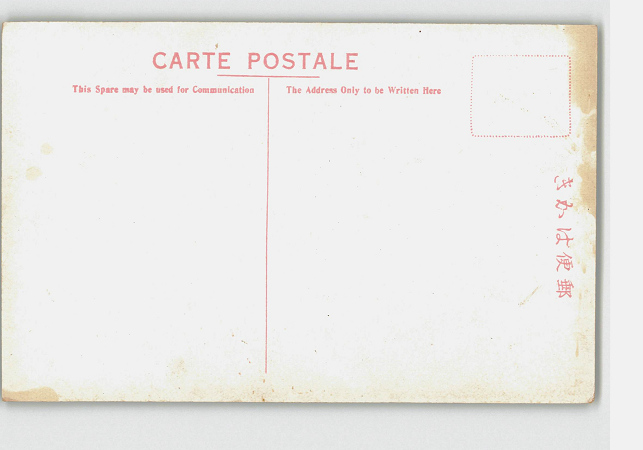 CARTE POSTALE
This Spare may be used for Communication
The Address Only to be Written Here
きかは便郵